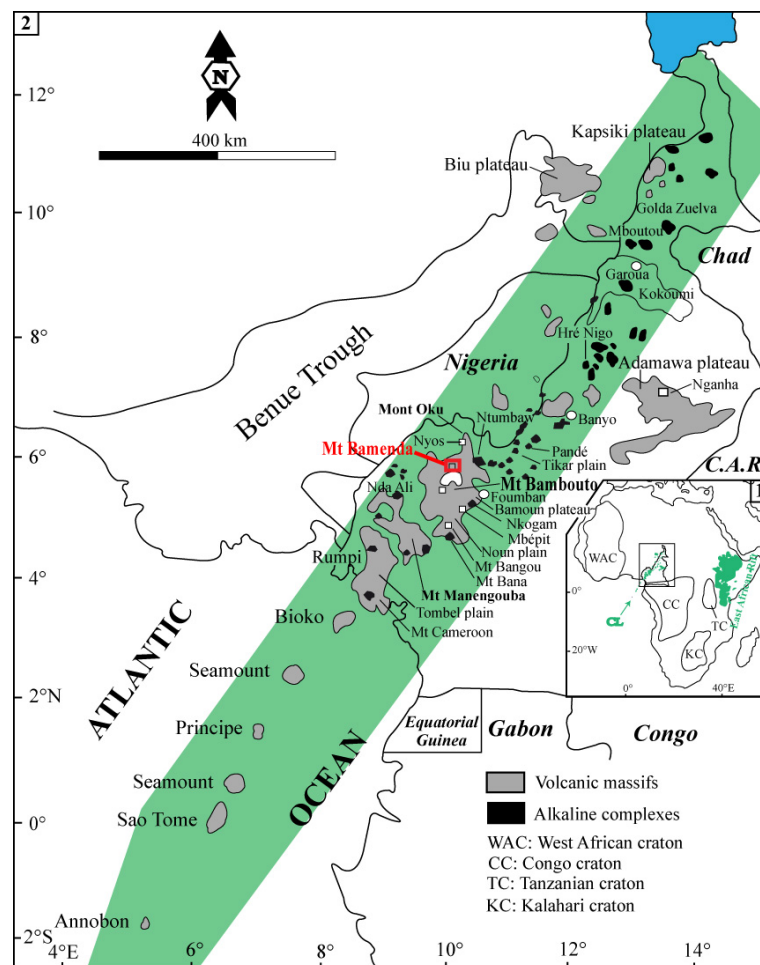 2
N
400 km
12°
10°
8°
6°
4°
2°N
0°
2°S
4°E
6°
8°
10°
12°
14°
Kapsiki plateau
Biu plateau
Golda Zuelva
Mboutou
Chad
Garoua
Kokoumi
Hré Nigo
Adamawa plateau
Nganha
Benue Trough
Nigeria
Mont Oku
Ntumbaw
Banyo
Nyos
Mt Bamenda
Pandé
Tikar plain
C.A.R
Mt Bambouto
Nda Ali
Foumban
Bamoun plateau
Nkogam
Mbépit
Noun plain
Rumpi
Mt Bangou
Mt Bana
Mt Manengouba
Tombel plain
Bioko
Mt Cameroon
ATLANTIC
OCEAN
Seamount
Principe
Seamount
Sao Tome
Annobon
Equatorial
Guinea
Gabon
Congo
1
WAC
East African Rift
CC
TC
CL
KC
0°
20°W
0°
40°E
Volcanic massifs
Alkaline complexes
WAC: West African craton
CC: Congo craton
TC: Tanzanian craton
KC: Kalahari craton